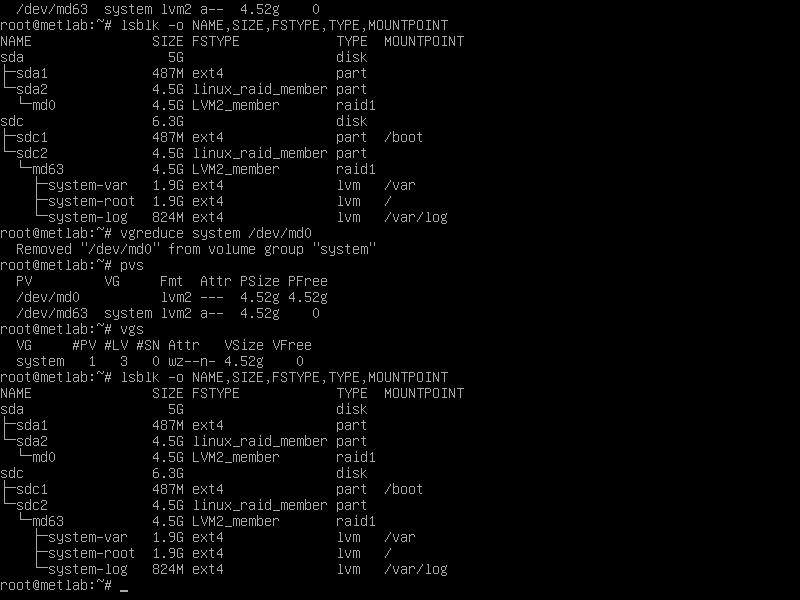 /dev/md63  system lvm2 a--  4.52g    0
root@metlab:~# lsblk -o NAME,SIZE,FSTYPE,TYPE,MOUNTPOINT
NAME               SIZE FSTYPE            TYPE  MOUNTPOINT
sda                  5G                   disk
├─sda1             487M ext4              part
└─sda2             4.5G linux_raid_member part
  └─md0            4.5G LVM2_member       raid1
sdc                6.3G                   disk
├─sdc1             487M ext4              part  /boot
└─sdc2             4.5G linux_raid_member part
  └─md63           4.5G LVM2_member       raid1
    ├─system-var   1.9G ext4              lvm   /var
    ├─system-root  1.9G ext4              lvm   /
    └─system-log   824M ext4              lvm   /var/log
root@metlab:~# vgreduce system /dev/md0
  Removed "/dev/md0" from volume group "system"
root@metlab:~# pvs
  PV         VG     Fmt  Attr PSize PFree
  /dev/md0          lvm2 ---  4.52g 4.52g
  /dev/md63  system lvm2 a--  4.52g    0
root@metlab:~# vgs
  VG     #PV #LV #SN Attr   VSize VFree
  system   1   3   0 wz--n- 4.52g    0
root@metlab:~# lsblk -o NAME,SIZE,FSTYPE,TYPE,MOUNTPOINT
NAME               SIZE FSTYPE            TYPE  MOUNTPOINT
sda                  5G                   disk
├─sda1             487M ext4              part
└─sda2             4.5G linux_raid_member part
  └─md0            4.5G LVM2_member       raid1
sdc                6.3G                   disk
├─sdc1             487M ext4              part  /boot
└─sdc2             4.5G linux_raid_member part
  └─md63           4.5G LVM2_member       raid1
    ├─system-var   1.9G ext4              lvm   /var
    ├─system-root  1.9G ext4              lvm   /
    └─system-log   824M ext4              lvm   /var/log
root@metlab:~# _